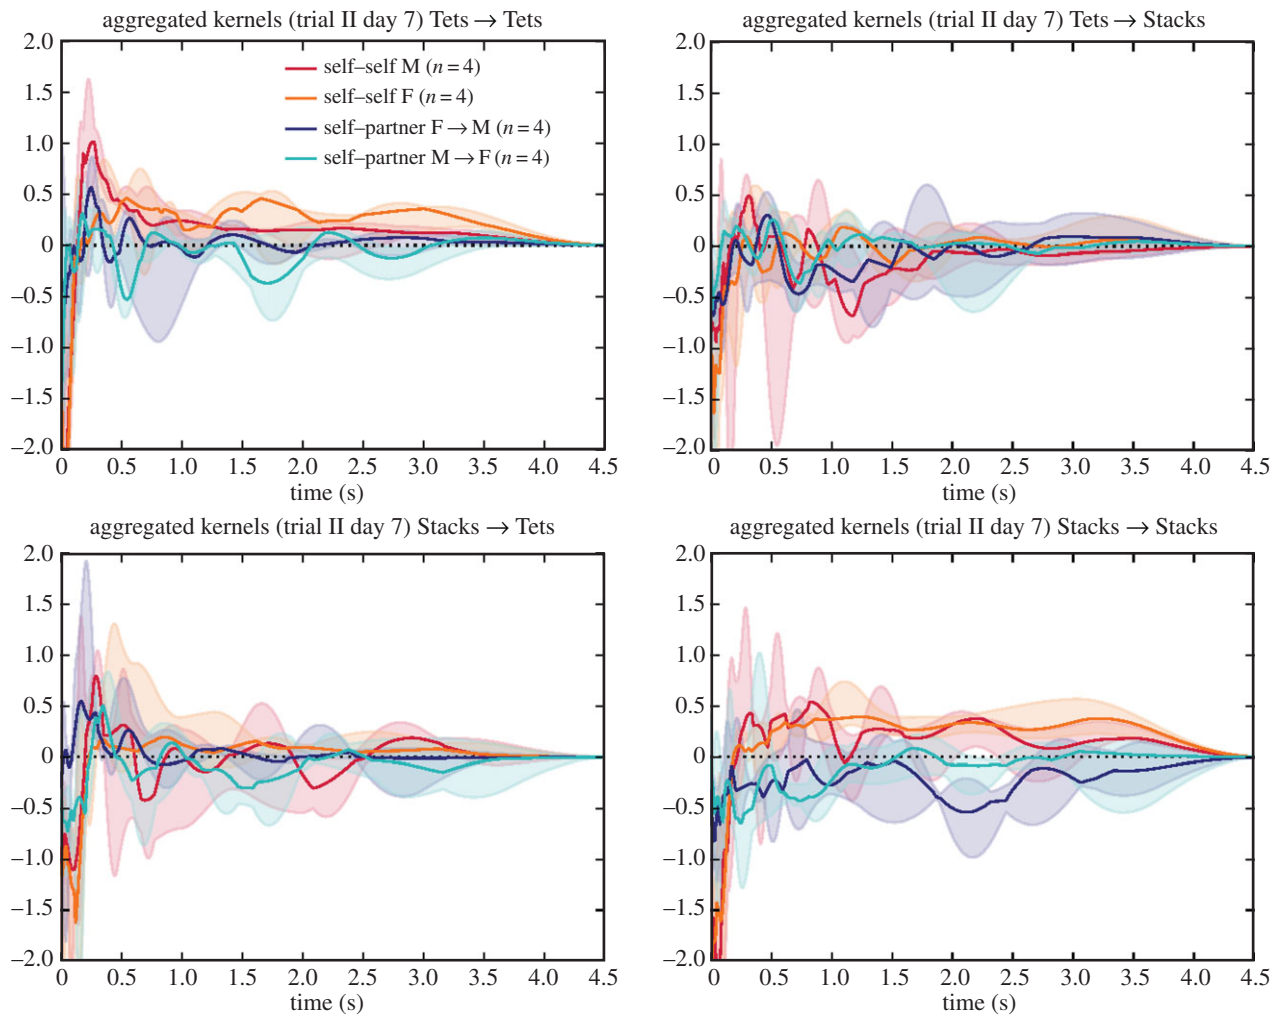 aggregated kernels (trial II day 7) Tets → Tets
2.0
1.5
1.0
0.5
0
–0.5
–1.0
–1.5
–2.0
self–self M (n = 4)
self–self F (n = 4)
self–partner F → M (n = 4)
self–partner M → F (n = 4)
0 0.5 1.0 1.5 2.0 2.5 3.0 3.5 4.0 4.5
time (s)
aggregated kernels (trial II day 7) Tets → Stacks
2.0
1.5
1.0
0.5
0
–0.5
–1.0
–1.5
–2.0
0 0.5 1.0 1.5 2.0 2.5 3.0 3.5 4.0 4.5
time (s)
aggregated kernels (trial II day 7) Stacks → Tets
2.0
1.5
1.0
0.5
0
–0.5
–1.0
–1.5
–2.0
0 0.5 1.0 1.5 2.0 2.5 3.0 3.5 4.0 4.5
time (s)
aggregated kernels (trial II day 7) Stacks → Stacks
2.0
1.5
1.0
0.5
0
–0.5
–1.0
–1.5
–2.0
0 0.5 1.0 1.5 2.0 2.5 3.0 3.5 4.0 4.5
time (s)